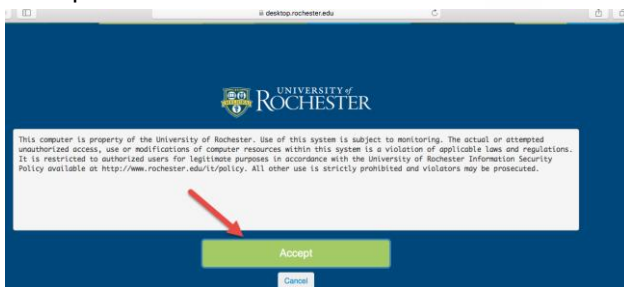 desktop.rochester.edu
UNIVERSITY of
ROCHESTER
This computer is property of the University of Rochester. Use of this system is subject to monitoring. The actual or attempted
unauthorized access, use or modifications of computer resources within this system is a violation of applicable laws and regulations.
It is restricted to authorized users for legitimate purposes in accordance with the University of Rochester Information Security
Policy available at http://www.rochester.edu/it/policy. All other use is strictly prohibited and violators may be prosecuted.
Accept
Cancel